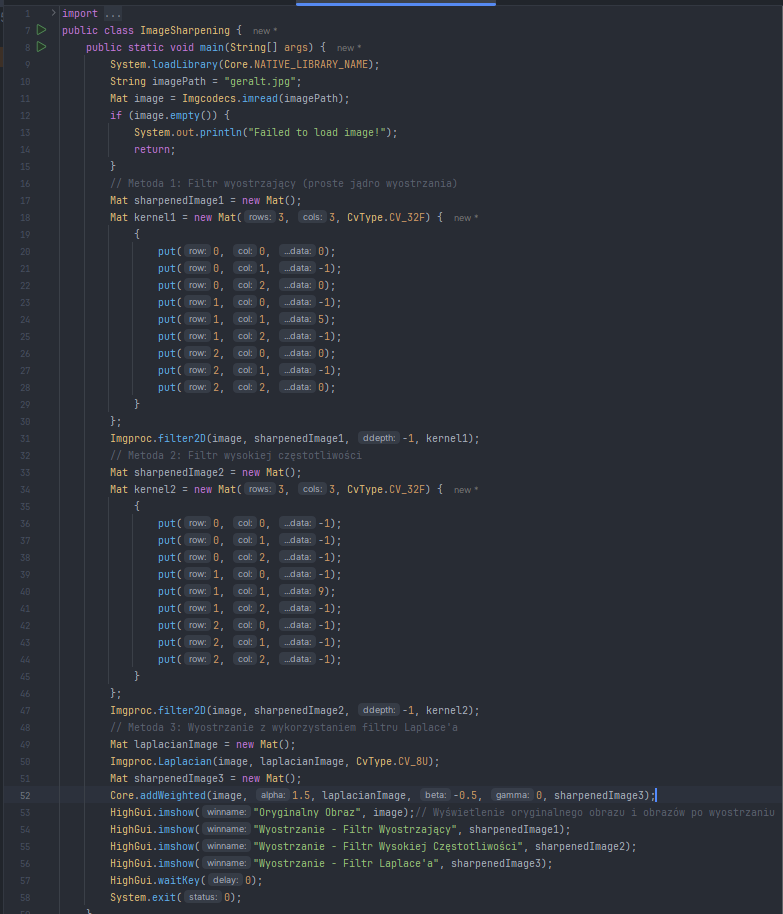 1 import ...
7 public class ImageSharpening { new *
8 public static void main(String[] args) { new *
9 System.loadLibrary(Core.NATIVE_LIBRARY_NAME);
10 String imagePath = "geralt.jpg";
11 Mat image = Imgcodecs.imread(imagePath);
12 if (image.empty()) {
13 System.out.println("Failed to load image!");
14 return;
15 }
16 // Metoda 1: Filtr wyostrzający (proste jądro wyostrzania)
17 Mat sharpenedImage1 = new Mat();
18 Mat kernel1 = new Mat( rows: 3, cols: 3, CvType.CV_32F) { new *
19 {
20 put( row: 0, col: 0, ...data: 0);
21 put( row: 0, col: 1, ...data: -1);
22 put( row: 0, col: 2, ...data: 0);
23 put( row: 1, col: 0, ...data: -1);
24 put( row: 1, col: 1, ...data: 5);
25 put( row: 1, col: 2, ...data: -1);
26 put( row: 2, col: 0, ...data: 0);
27 put( row: 2, col: 1, ...data: -1);
28 put( row: 2, col: 2, ...data: 0);
29 }
30 };
31 Imgproc.filter2D(image, sharpenedImage1, ddepth: -1, kernel1);
32 // Metoda 2: Filtr wysokiej częstotliwości
33 Mat sharpenedImage2 = new Mat();
34 Mat kernel2 = new Mat( rows: 3, cols: 3, CvType.CV_32F) { new *
35 {
36 put( row: 0, col: 0, ...data: -1);
37 put( row: 0, col: 1, ...data: -1);
38 put( row: 0, col: 2, ...data: -1);
39 put( row: 1, col: 0, ...data: -1);
40 put( row: 1, col: 1, ...data: 9);
41 put( row: 1, col: 2, ...data: -1);
42 put( row: 2, col: 0, ...data: -1);
43 put( row: 2, col: 1, ...data: -1);
44 put( row: 2, col: 2, ...data: -1);
45 }
46 };
47 Imgproc.filter2D(image, sharpenedImage2, ddepth: -1, kernel2);
48 // Metoda 3: Wyostrzanie z wykorzystaniem filtru Laplace'a
49 Mat laplacianImage = new Mat();
50 Imgproc.Laplacian(image, laplacianImage, CvType.CV_8U);
51 Mat sharpenedImage3 = new Mat();
52 Core.addWeighted(image, alpha: 1.5, laplacianImage, beta: -0.5, gamma: 0, sharpenedImage3);
53 HighGui.imshow( winname: "Oryginalny Obraz", image);// Wyświetlenie oryginalnego obrazu i obrazów po wyostrzaniu
54 HighGui.imshow( winname: "Wyostrzanie - Filtr Wyostrzający", sharpenedImage1);
55 HighGui.imshow( winname: "Wyostrzanie - Filtr Wysokiej Częstotliwości", sharpenedImage2);
56 HighGui.imshow( winname: "Wyostrzanie - Filtr Laplace'a", sharpenedImage3);
57 HighGui.waitKey( delay: 0);
58 System.exit( status: 0);
59 }